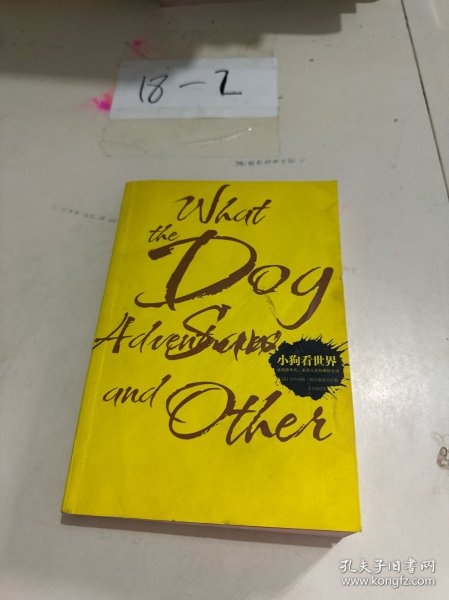 18-2
What
the
Dog
Adventures Saw
and
Other
小狗看世界
孔夫子旧书网
www.kongfz.com